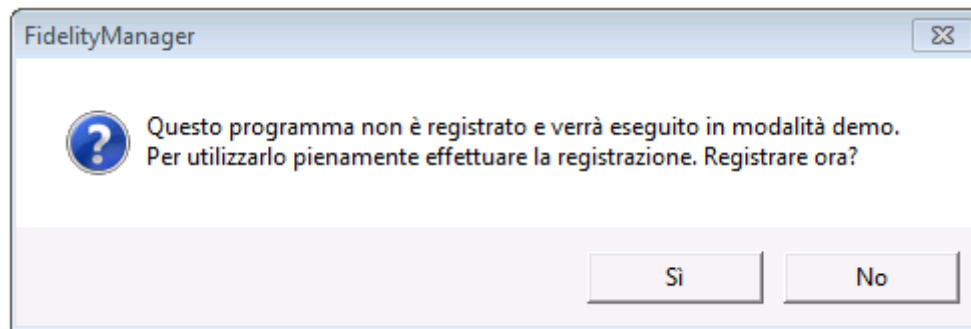 FidelityManager
Questo programma non è registrato e verrà eseguito in modalità demo.
Per utilizzarlo pienamente effettuare la registrazione. Registrare ora?
Sì
No